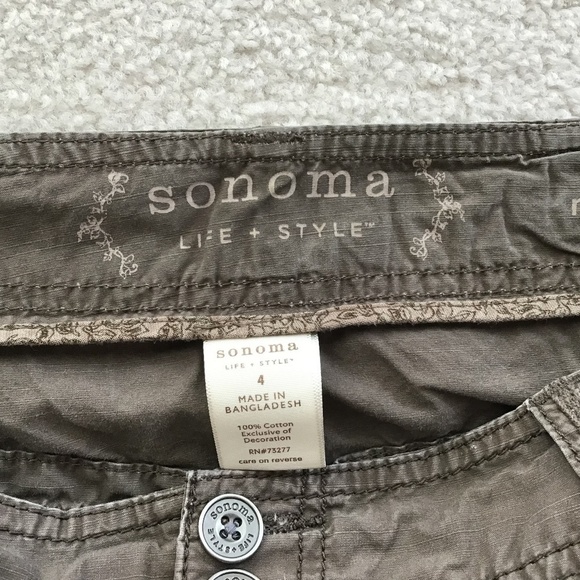 sonoma
LIFE + STYLE™
sonoma
LIFE + STYLE™
4
MADE IN
BANGLADESH
100% Cotton
Exclusive of
Decoration
RN#73277
care on reverse
sonoma
LIFE + STYLE